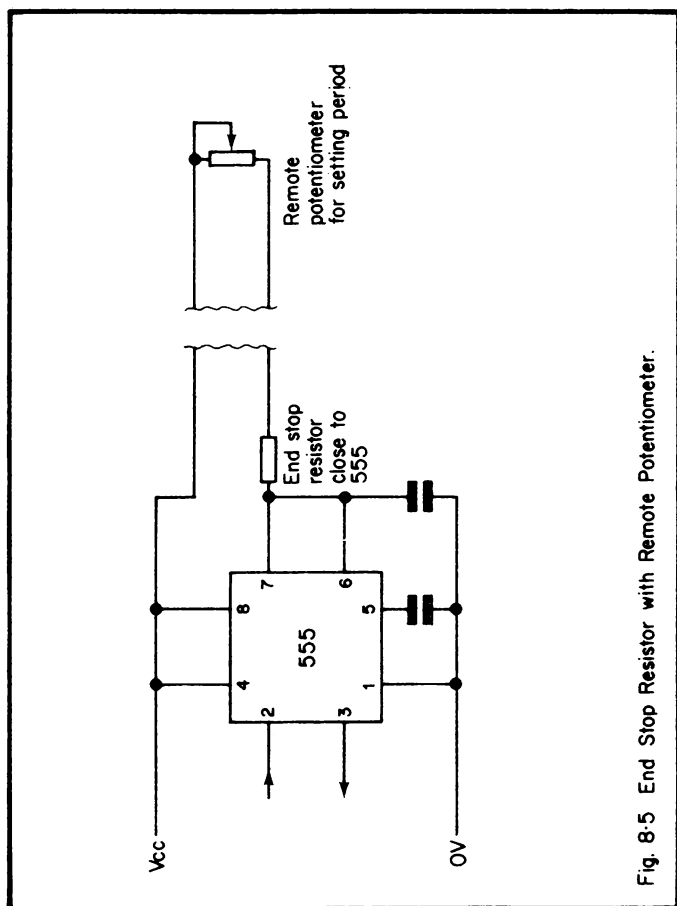 Vcc
Remote
potentiometer
for setting period
End stop
resistor
close to
555
4
8
2
7
555
3
6
1
5
0V
Fig. 8·5 End Stop Resistor with Remote Potentiometer.